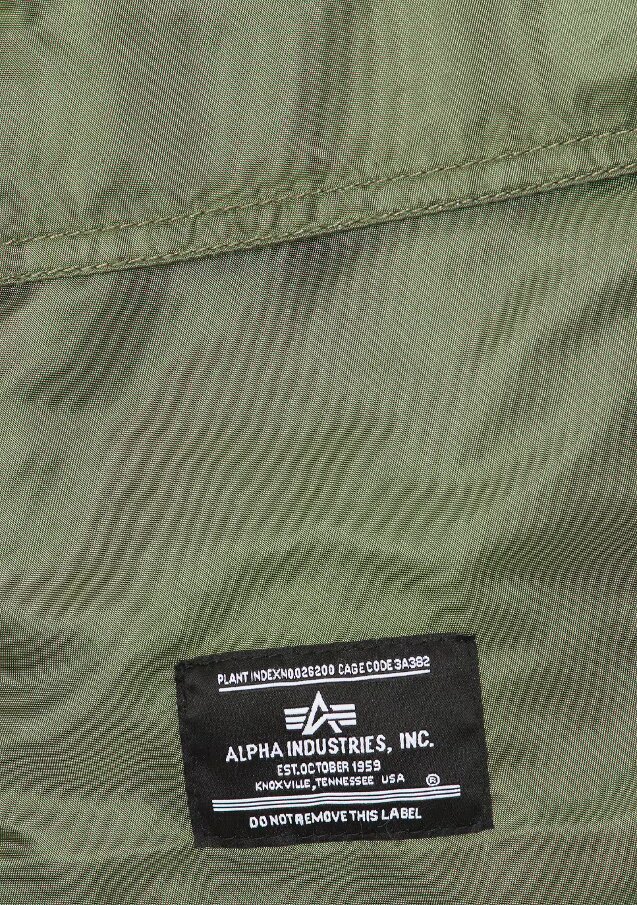 PLANT INDEXNO.026200 CAGE CODE 3A382
ALPHA INDUSTRIES, INC.
EST.OCTOBER 1959
KNOXVILLE, TENNESSEE USA ®
DO NOT REMOVE THIS LABEL